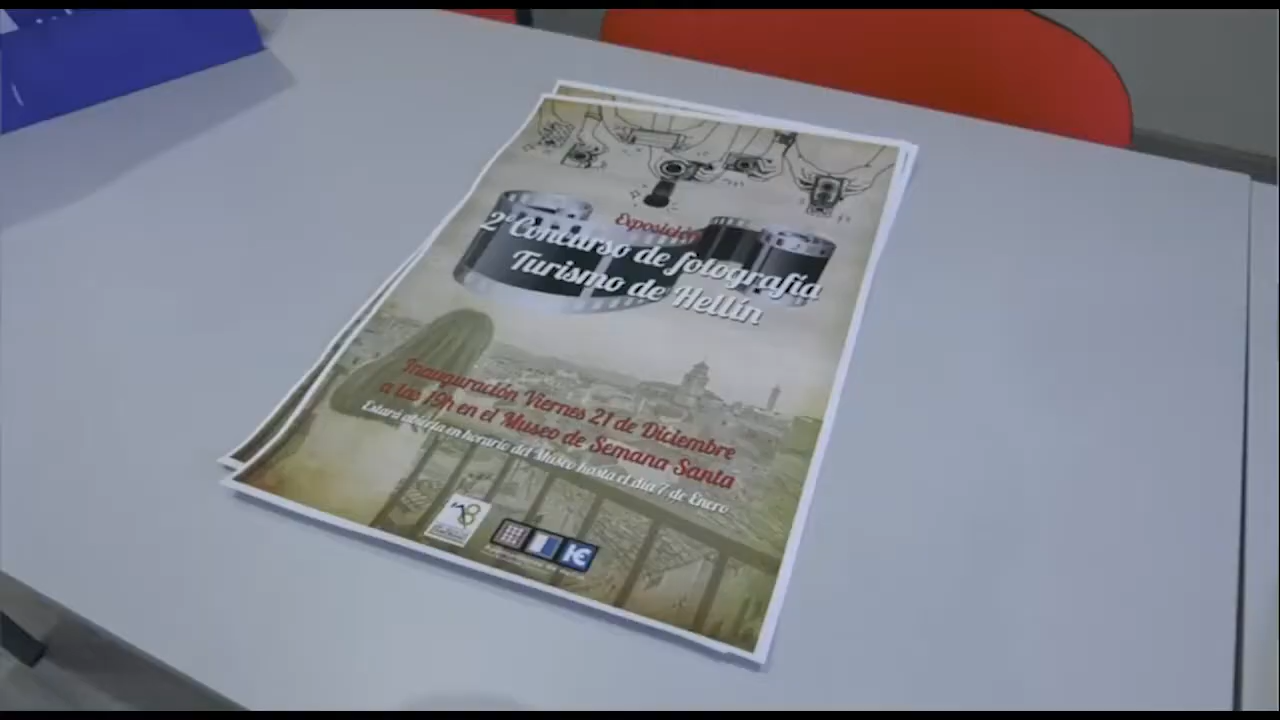 Exposición
2º Concurso de fotografía
Turismo de Hellín
Inauguración Viernes 21 de Diciembre
a las 19h en el Museo de Semana Santa
Estará abierta en horario del Museo hasta el día 7 de Enero